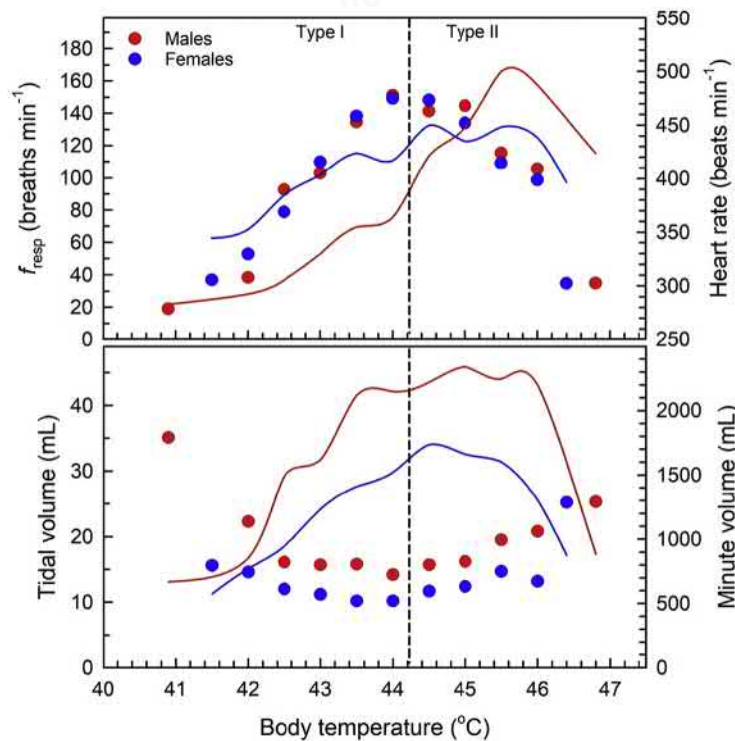 Type I
Type II
Males
Females
180
160
140
120
100
80
60
40
20
0
f resp (breaths min-1)
550
500
450
400
350
300
250
Heart rate (beats min-1)
40
30
20
10
0
Tidal volume (mL)
2000
1500
1000
500
0
Minute volume (mL)
40 41 42 43 44 45 46 47
Body temperature (°C)